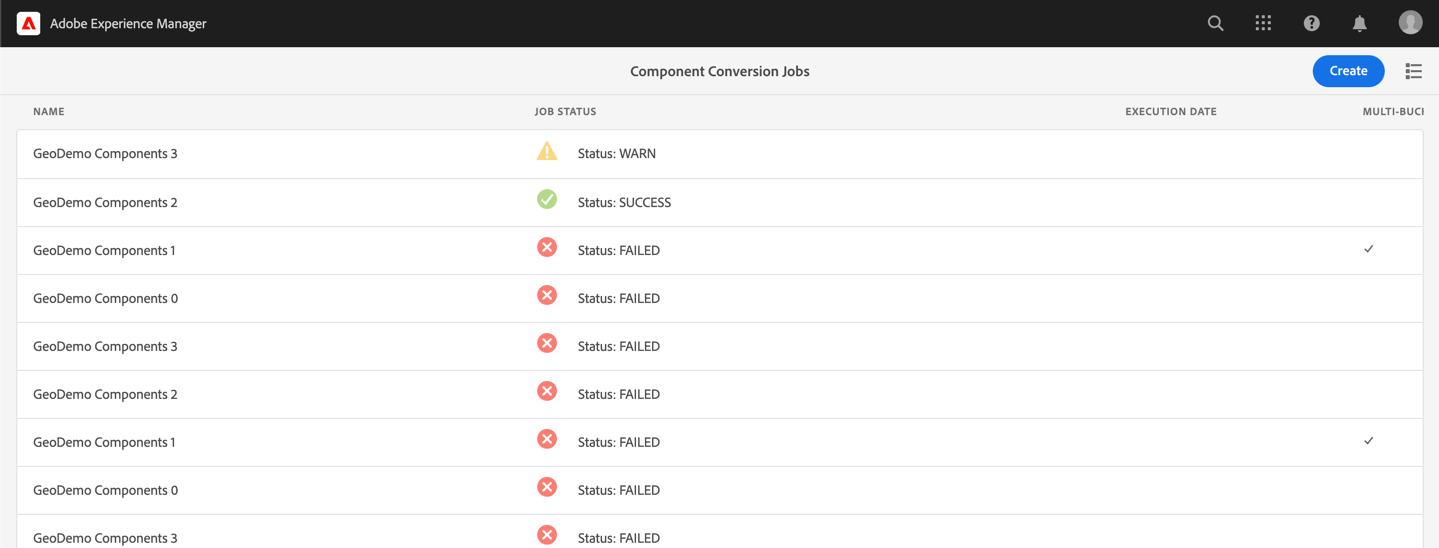 Adobe Experience Manager
Component Conversion Jobs
Create
NAME JOB STATUS EXECUTION DATE MULTI-BUCK
GeoDemo Components 3 Status: WARN
GeoDemo Components 2 Status: SUCCESS
GeoDemo Components 1 Status: FAILED
GeoDemo Components 0 Status: FAILED
GeoDemo Components 3 Status: FAILED
GeoDemo Components 2 Status: FAILED
GeoDemo Components 1 Status: FAILED
GeoDemo Components 0 Status: FAILED
GeoDemo Components 3 Status: FAILED